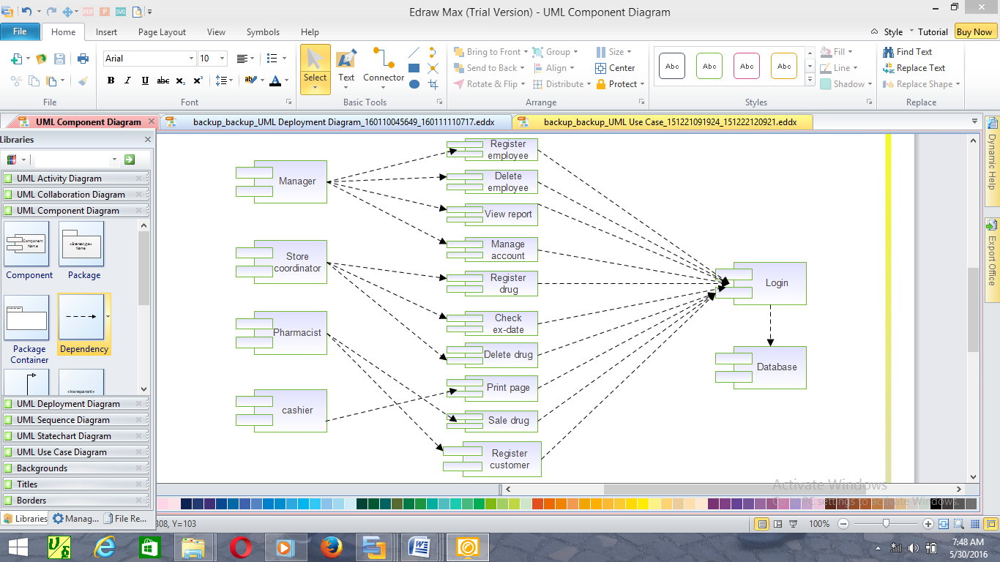 PDF
P
SVG
Edraw Max (Trial Version) - UML Component Diagram
File
Home
Insert
Page Layout
View
Symbols
Help
Style
Tutorial
Buy Now
Arial
10
B I U abc X₂ X²
A
File
Font
Select
Text
Connector
Basic Tools
Bring to Front
Group
Size
Send to Back
Align
Center
Rotate & Flip
Distribute
Protect
Arrange
Abc
Abc
Abc
Abc
Fill
Line
Shadow
Styles
Find Text
Replace Text
Replace Shape
Replace
UML Component Diagram
backup_backup_UML Deployment Diagram_160110045649_160111110717.eddx
backup_backup_UML Use Case_151221091924_151222120921.eddx
Libraries
UML Activity Diagram
UML Collaboration Diagram
UML Component Diagram
Component
Name
«Stereotype»
Name
Component
Package
Package
Container
Dependency
«transparent»
UML Deployment Diagram
UML Sequence Diagram
UML Statechart Diagram
UML Use Case Diagram
Backgrounds
Titles
Borders
Libraries
Manag...
File Re...
Manager
Store
coordinator
Pharmacist
cashier
Register
employee
Delete
employee
View report
Manage
account
Register
drug
Check
ex-date
Delete drug
Print page
Sale drug
Register
customer
Login
Database
Dynamic Help
Export Office
Activate Windows
Go to PC settings to activate Windows.
808, Y=103
100%
7:48 AM
5/30/2016